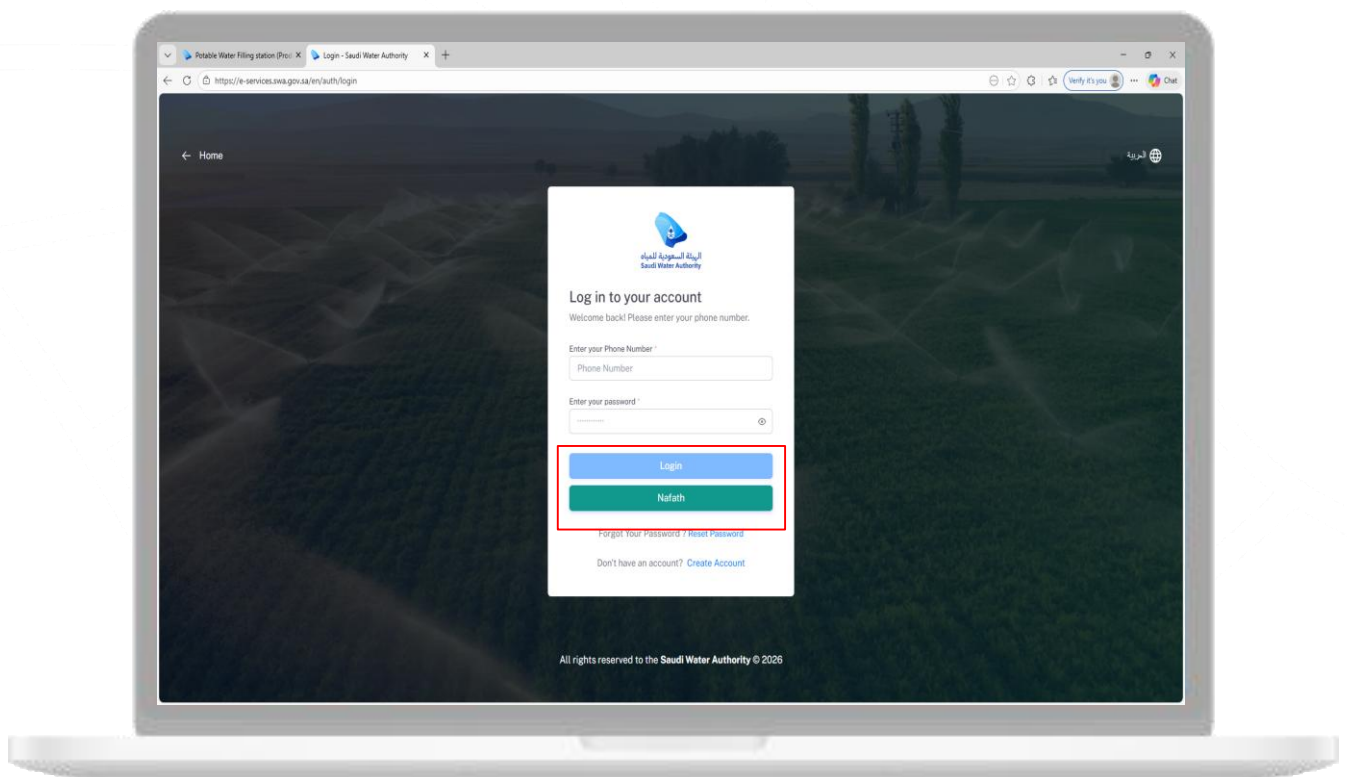 Potable Water Filling station (Proc
Login - Saudi Water Authority
https://e-services.swa.gov.sa/en/auth/login
Verify it's you
Chat
← Home
العربية
الهيئة السعودية للمياه
Saudi Water Authority
Log in to your account
Welcome back! Please enter your phone number.
Enter your Phone Number *
Phone Number
Enter your password *
Login
Nafath
Forgot Your Password ? Reset Password
Don't have an account? Create Account
All rights reserved to the Saudi Water Authority © 2026